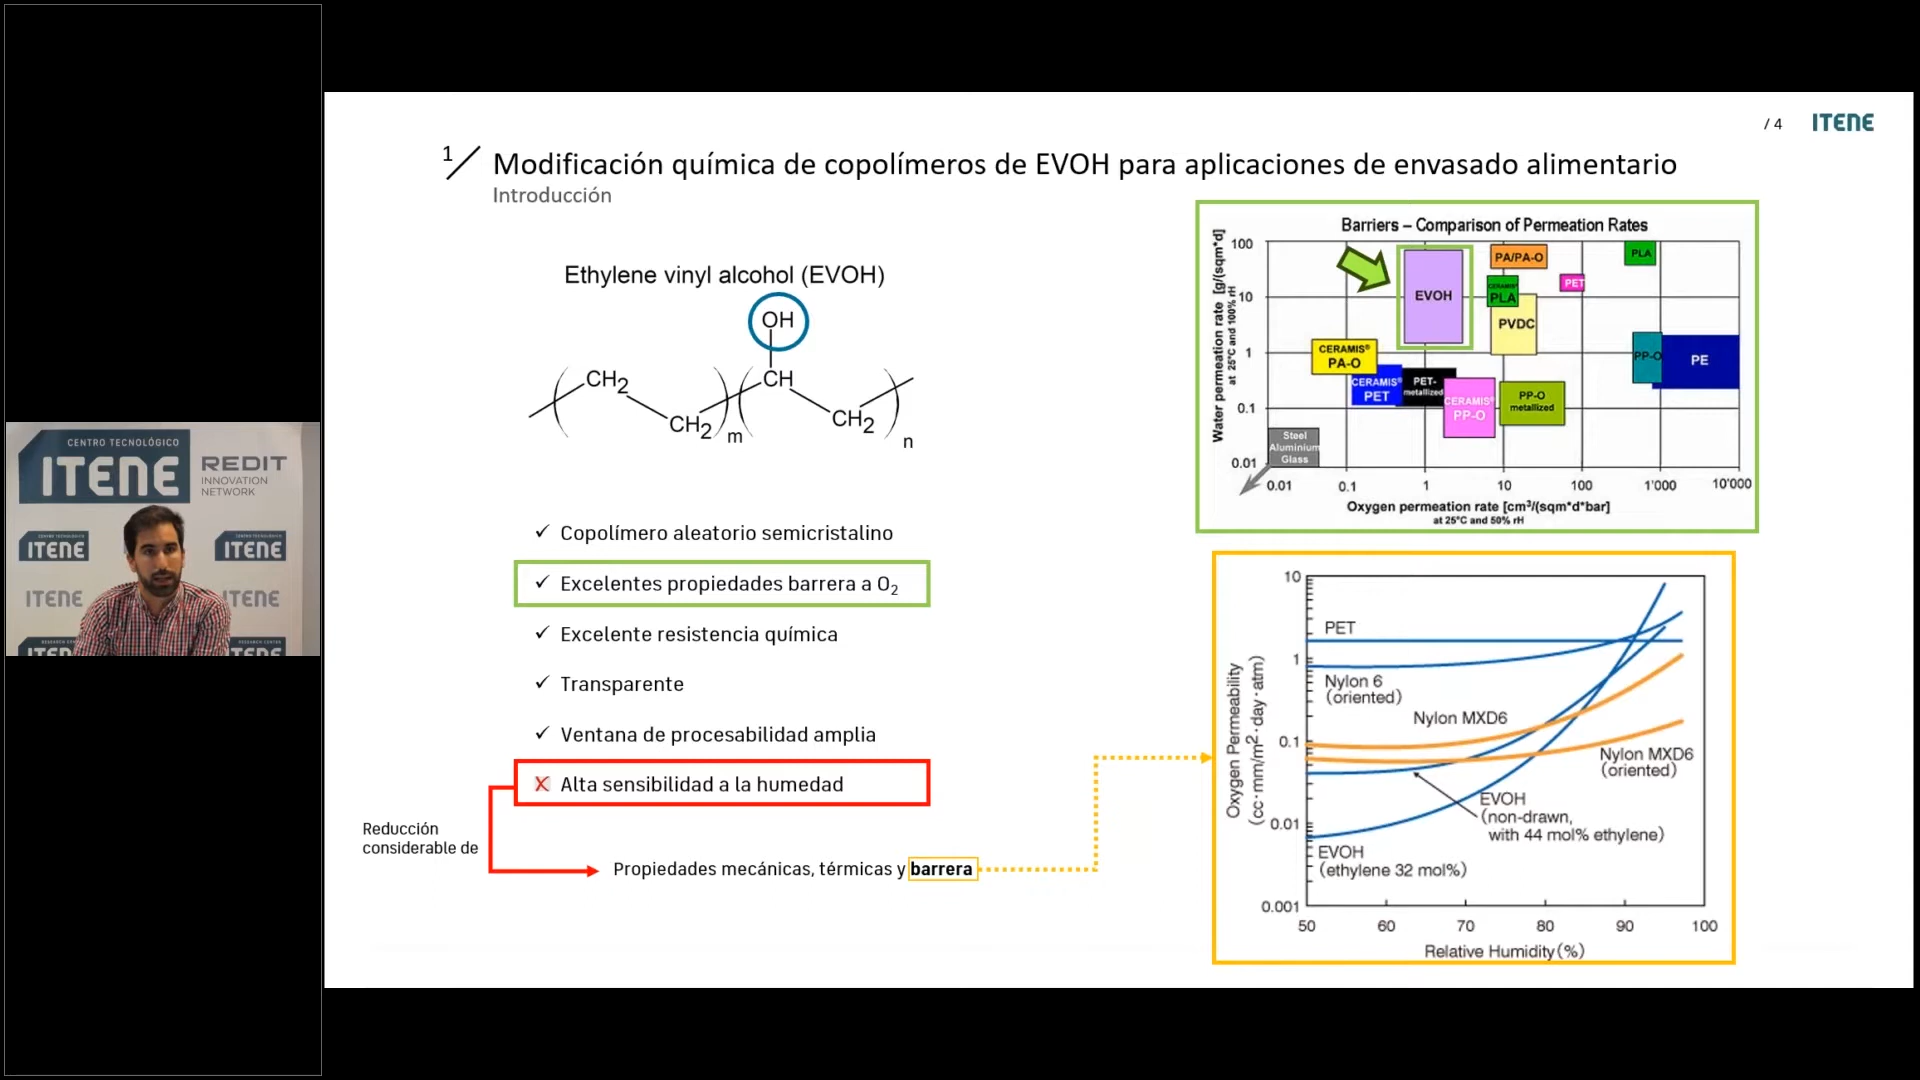 / 4
ITENE
1
Modificación química de copolímeros de EVOH para aplicaciones de envasado alimentario
Introducción
Ethylene vinyl alcohol (EVOH)
OH
CH2
CH
CH2
CH2
m
n
✓ Copolímero aleatorio semicristalino
✓ Excelentes propiedades barrera a O2
✓ Excelente resistencia química
✓ Transparente
✓ Ventana de procesabilidad amplia
X Alta sensibilidad a la humedad
Reducción
considerable de
Propiedades mecánicas, térmicas y barrera
Barriers – Comparison of Permeation Rates
Water permeation rate [g/(sqm*d]
at 25°C and 100% rH
100
10
1
0.1
0.01
EVOH
PA/PA-O
PLA
CERAMIS®
PLA
PET
PVDC
CERAMIS®
PA-O
PP-O
PE
CERAMIS®
PET
PET-
metallized
CERAMIS®
PP-O
PP-O
metallized
Steel
Aluminium
Glass
0.01
0.1
1
10
100
1'000
10'000
Oxygen permeation rate [cm³/(sqm*d*bar]
at 25°C and 50% rH
Oxygen Permeability
(cc·mm/m²·day·atm)
10
1
0.1
0.01
0.001
PET
Nylon 6
(oriented)
Nylon MXD6
Nylon MXD6
(oriented)
EVOH
(non-drawn,
with 44 mol% ethylene)
EVOH
(ethylene 32 mol%)
50
60
70
80
90
100
Relative Humidity (%)
CENTRO TECNOLÓGICO
ITENE
REDIT
INNOVATION
NETWORK
CENTRO TECNOLÓGICO
ITENE
CENTRO TECNOLÓGICO
ITENE
ITENE
ITENE
ITENE
ITENE